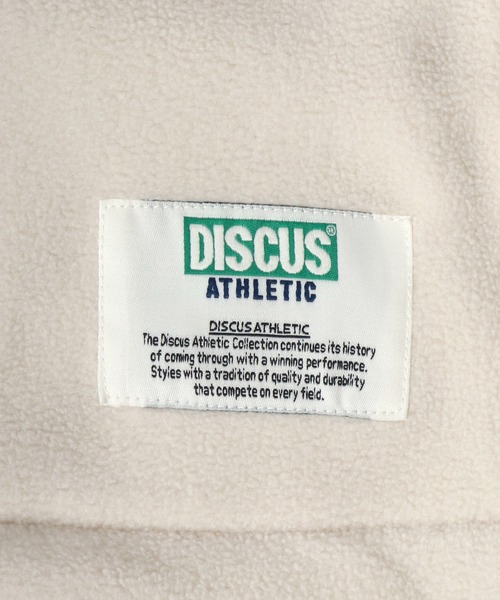 DISCUS
ATHLETIC
DISCUS ATHLETIC
The Discus Athletic Collection continues its history
of coming through with a winning performance.
Styles with a tradition of quality and durability
that compete on every field.